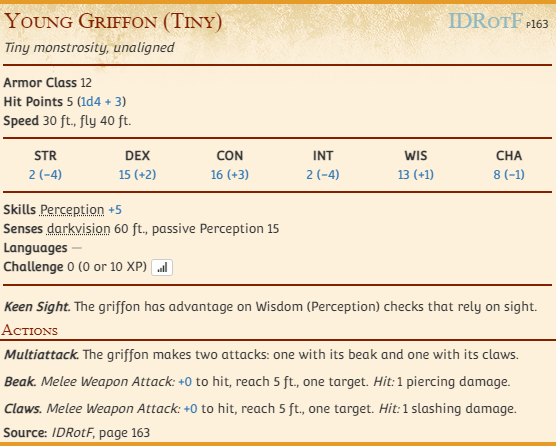 Young Griffon (Tiny) IDRotF p163
Tiny monstrosity, unaligned
Armor Class 12
Hit Points 5 (1d4 + 3)
Speed 30 ft., fly 40 ft.
STR DEX CON INT WIS CHA
2 (−4) 15 (+2) 16 (+3) 2 (−4) 13 (+1) 8 (−1)
Skills Perception +5
Senses darkvision 60 ft., passive Perception 15
Languages —
Challenge 0 (0 or 10 XP)
Keen Sight. The griffon has advantage on Wisdom (Perception) checks that rely on sight.
Actions
Multiattack. The griffon makes two attacks: one with its beak and one with its claws.
Beak. Melee Weapon Attack: +0 to hit, reach 5 ft., one target. Hit: 1 piercing damage.
Claws. Melee Weapon Attack: +0 to hit, reach 5 ft., one target. Hit: 1 slashing damage.
Source: IDRotF, page 163